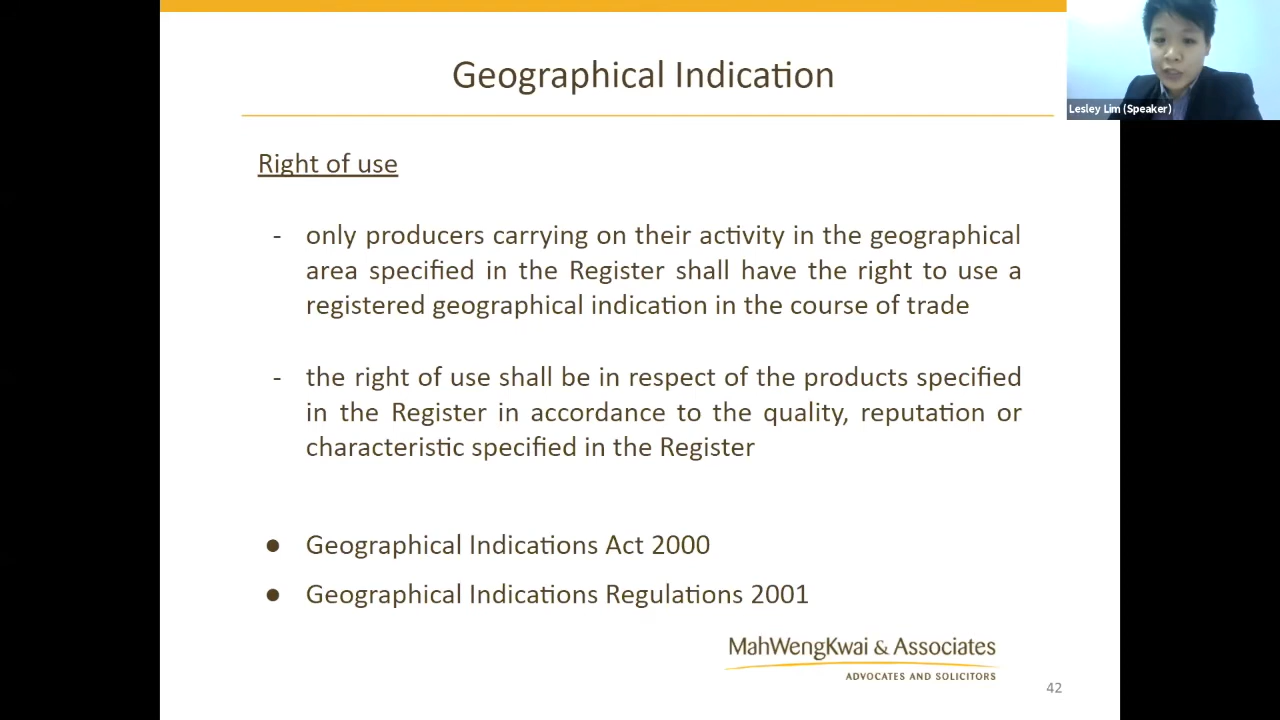 Geographical Indication
Lesley Lim (Speaker)
Right of use
- only producers carrying on their activity in the geographical
area specified in the Register shall have the right to use a
registered geographical indication in the course of trade
- the right of use shall be in respect of the products specified
in the Register in accordance to the quality, reputation or
characteristic specified in the Register
● Geographical Indications Act 2000
● Geographical Indications Regulations 2001
MahWengKwai & Associates
ADVOCATES AND SOLICITORS
42